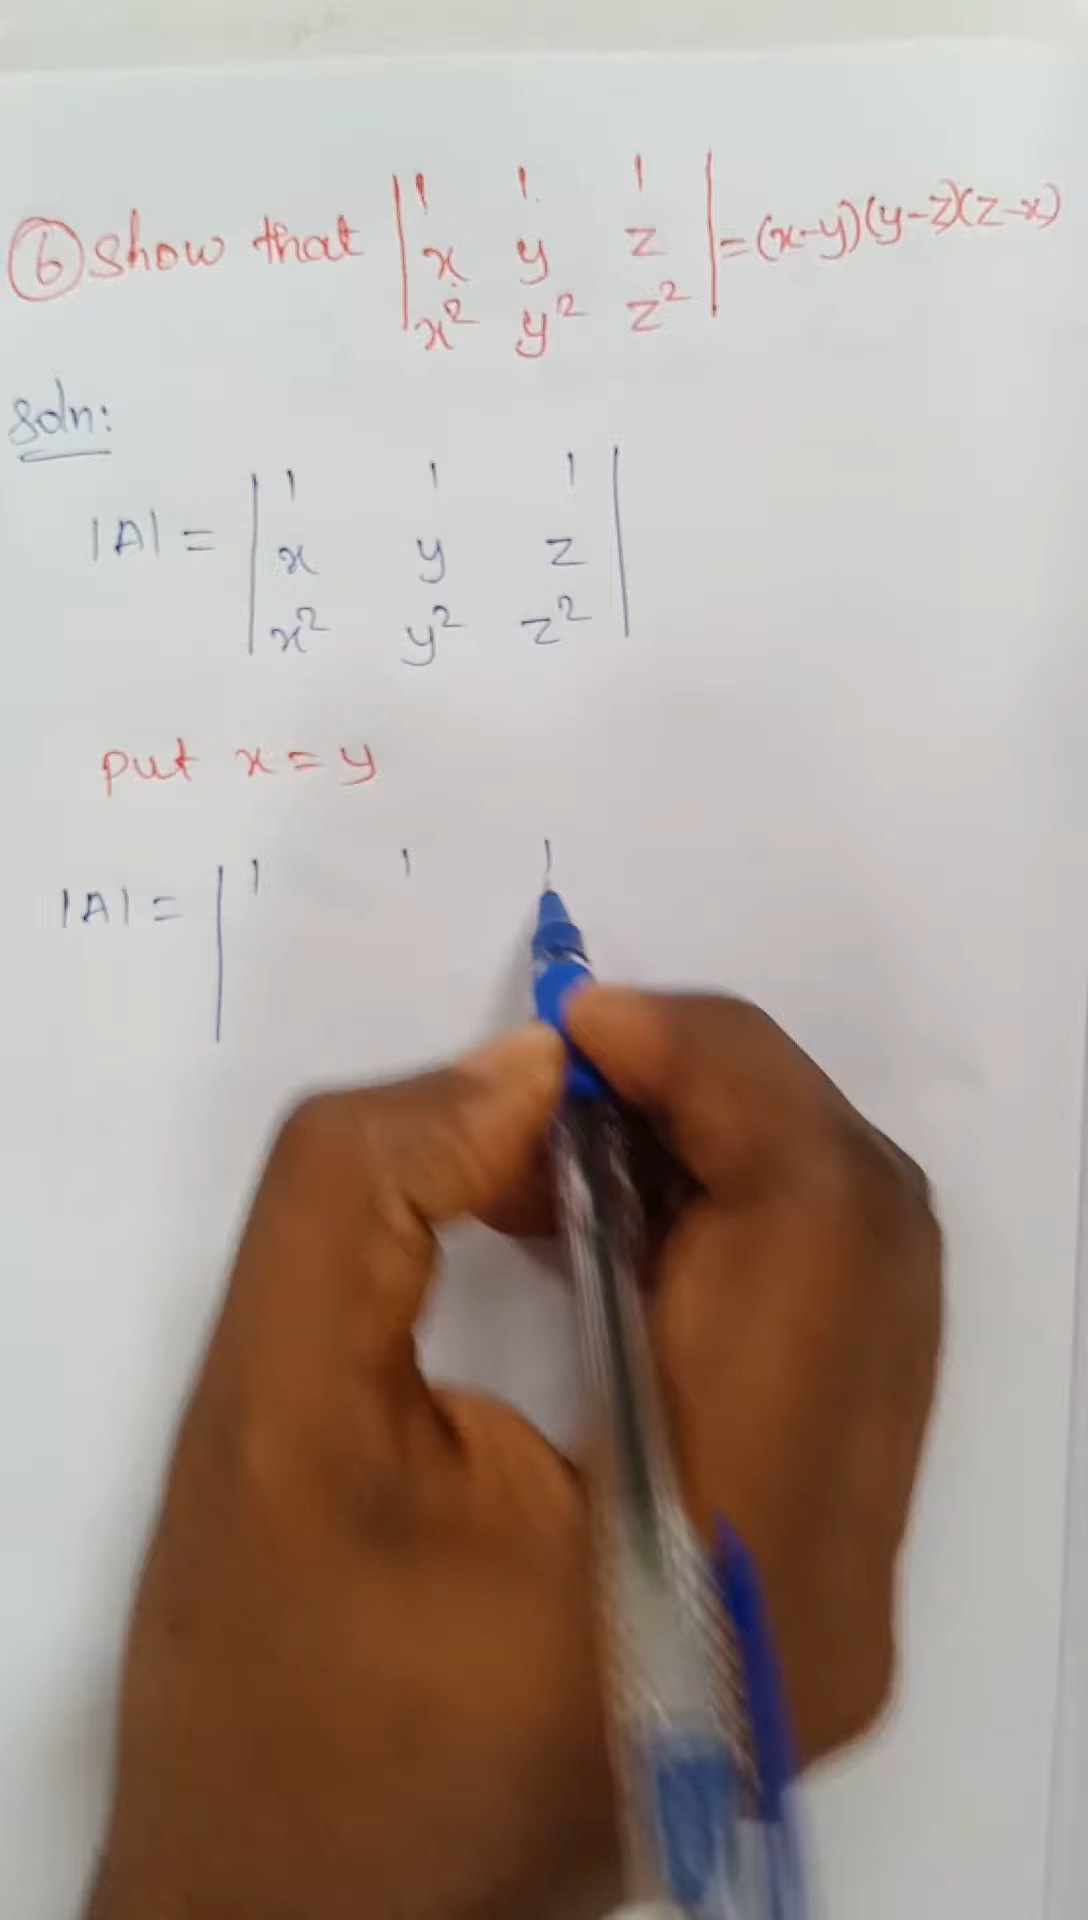 ⑥ Show that | 1 1 1 | = (x-y)(y-z)(z-x)
x y z
x² y² z²
Soln:
|A| = | 1 1 1 |
x y z
x² y² z²
put x = y
|A| = | 1 1 1